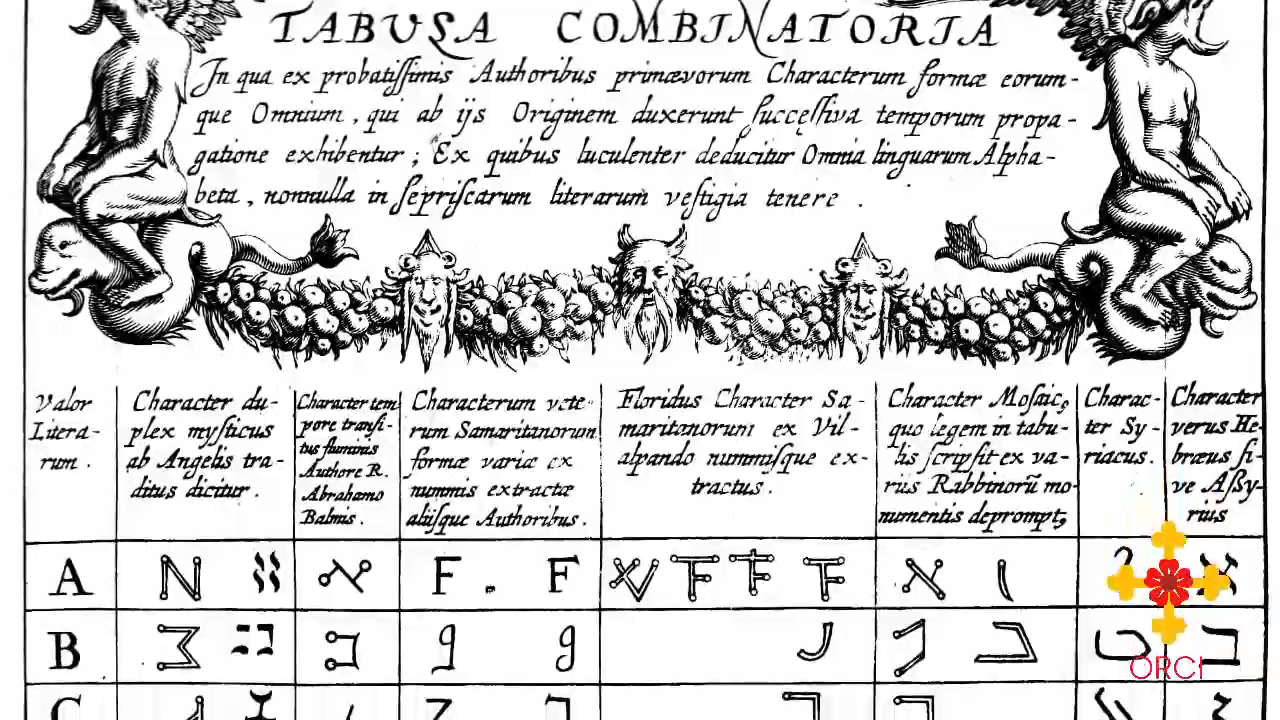 TABULA COMBINATORIA
In qua ex probatiſſimis Authoribus primævorum Characterum formæ eorum-
que Omnium, qui ab ijs Originem duxerunt ſucceſſiva temporum propa-
gatione exhibentur; Ex quibus luculenter deducitur Omnia linguarum Alpha-
beta, nonnulla in ſe priſcarum literarum veſtigia tenere.
Valor
Litera-
rum.
Character du-
plex myſticus
ab Angelis tra-
ditus dicitur.
Character tem
pore tranſi-
tus fluminis
Authore R.
Abrahamo
Balmis.
Characterum vete-
rum Samaritanorum
formæ variæ ex
nummis extractæ
aliiſque Authoribus.
Floridus Character Sa-
maritanorum ex Vil-
alpando nummiſque ex-
tractus.
Character Moſaic,
quo legem in tabu-
lis ſcripſit ex va-
riis Rabbinorū mo-
numentis deprompt,
Charac-
ter Sy-
riacus.
Character
verus He-
bræus ſi-
ve Aſſy-
rius
A F. F א
B ב
C
ORCI